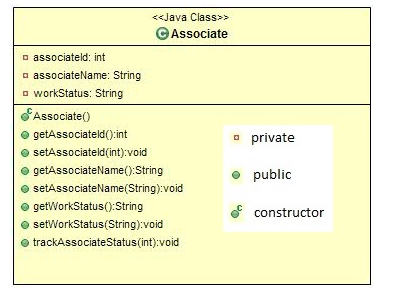 <<Java Class>>
Associate
associateId: int
associateName: String
workStatus: String
Associate()
getAssociateId():int
setAssociateId(int):void
getAssociateName():String
setAssociateName(String):void
getWorkStatus():String
setWorkStatus(String):void
trackAssociateStatus(int):void
private
public
constructor